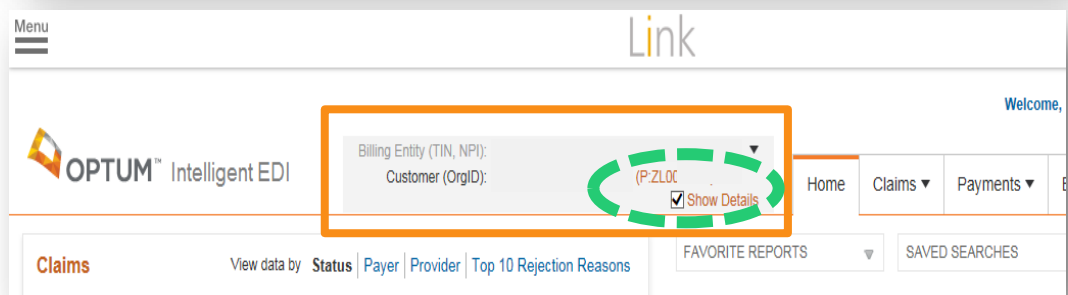 Menu
Link
Welcome,
OPTUM™ Intelligent EDI
Billing Entity (TIN, NPI):
Customer (OrgID):
(P:ZL00
Show Details
Home
Claims
Payments
Claims
View data by Status | Payer | Provider | Top 10 Rejection Reasons
FAVORITE REPORTS
SAVED SEARCHES